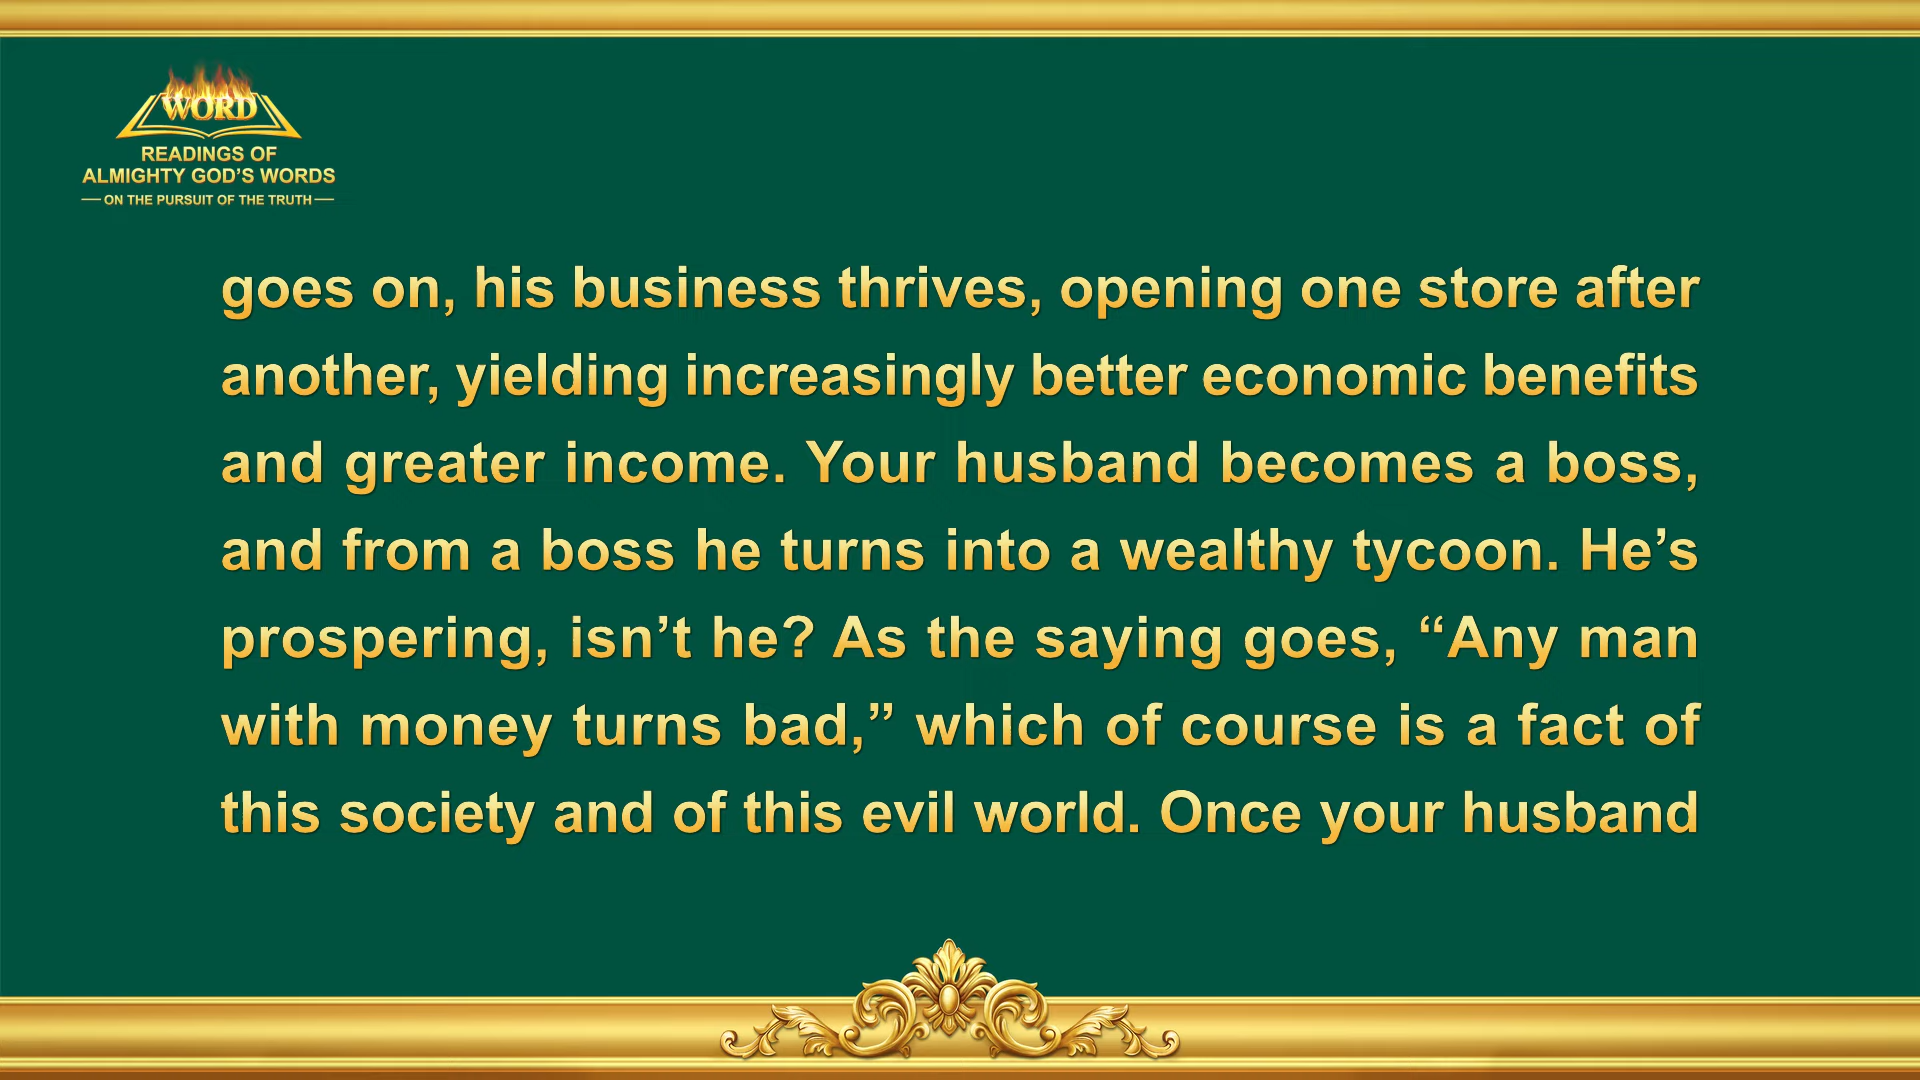 WORD
READINGS OF
ALMIGHTY GOD’S WORDS
ON THE PURSUIT OF THE TRUTH
goes on, his business thrives, opening one store after
another, yielding increasingly better economic benefits
and greater income. Your husband becomes a boss,
and from a boss he turns into a wealthy tycoon. He’s
prospering, isn’t he? As the saying goes, “Any man
with money turns bad,” which of course is a fact of
this society and of this evil world. Once your husband